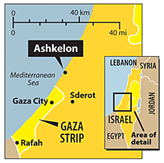 0 40 km
0 40 mi
Ashkelon
Mediterranean
Sea
Gaza City
Sderot
GAZA
STRIP
Rafah
LEBANON
SYRIA
JORDAN
ISRAEL
EGYPT
Area of
detail